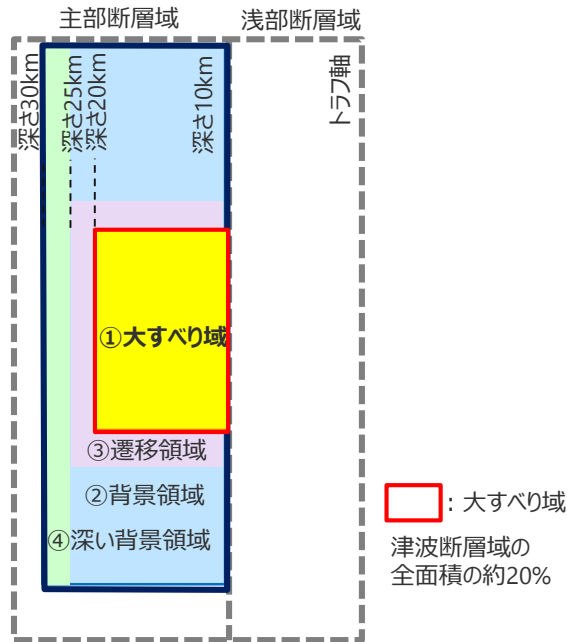 主部断層域
浅部断層域
深さ30km
深さ25km
深さ20km
深さ10km
トラフ軸
①大すべり域
③遷移領域
②背景領域
④深い背景領域
：大すべり域
津波断層域の
全面積の約20%